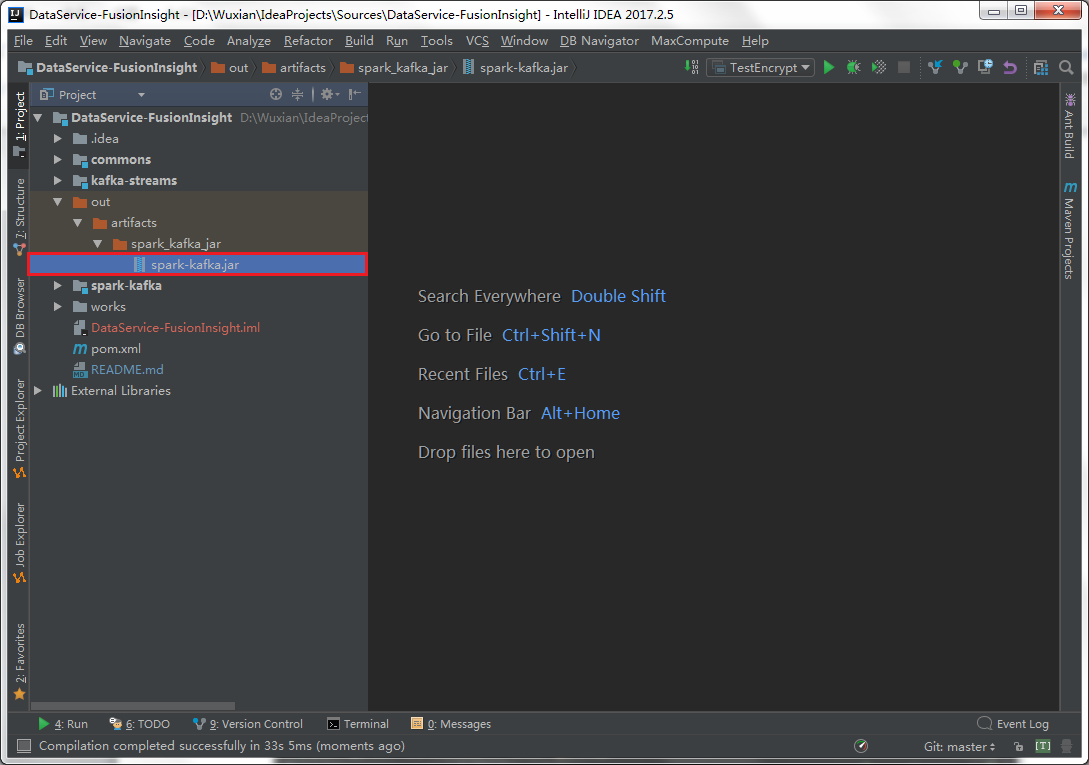 DataService-FusionInsight - [D:\Wuxian\IdeaProjects\Sources\DataService-FusionInsight] - IntelliJ IDEA 2017.2.5
File Edit View Navigate Code Analyze Refactor Build Run Tools VCS Window DB Navigator MaxCompute Help
DataService-FusionInsight out artifacts spark_kafka_jar spark-kafka.jar TestEncrypt
Project
DataService-FusionInsight D:\Wuxian\IdeaProject
.idea
commons
kafka-streams
out
artifacts
spark_kafka_jar
spark-kafka.jar
spark-kafka
works
DataService-FusionInsight.iml
pom.xml
README.md
External Libraries
1: Project
7: Structure
DB Browser
Project Explorer
Job Explorer
2: Favorites
Search Everywhere Double Shift
Go to File Ctrl+Shift+N
Recent Files Ctrl+E
Navigation Bar Alt+Home
Drop files here to open
Ant Build
Maven Projects
4: Run 6: TODO 9: Version Control Terminal 0: Messages Event Log
Compilation completed successfully in 33s 5ms (moments ago) Git: master [T]